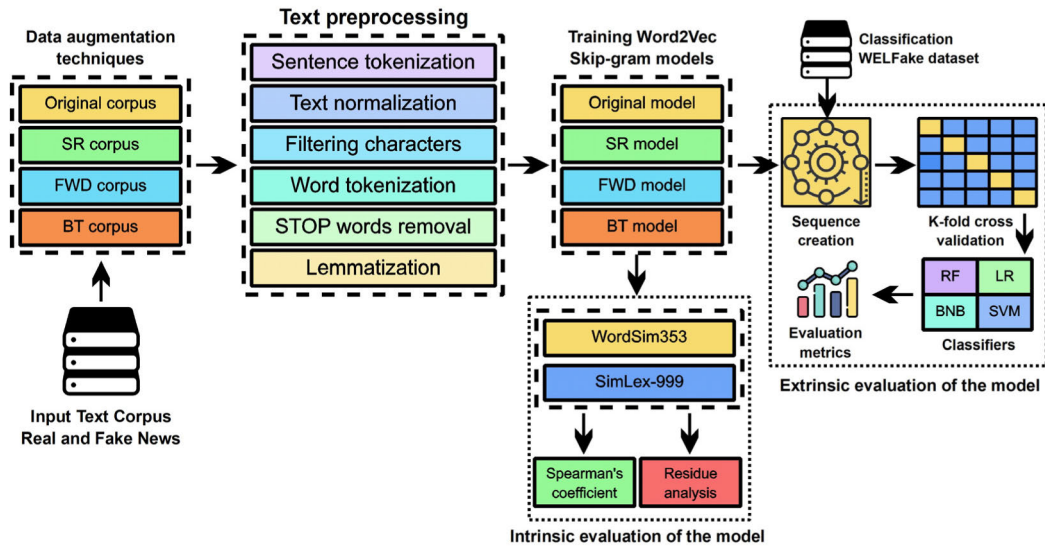 Data augmentation
techniques
Original corpus
SR corpus
FWD corpus
BT corpus
Input Text Corpus
Real and Fake News
Text preprocessing
Sentence tokenization
Text normalization
Filtering characters
Word tokenization
STOP words removal
Lemmatization
Training Word2Vec
Skip-gram models
Original model
SR model
FWD model
BT model
WordSim353
SimLex-999
Spearman's
coefficient
Residue
analysis
Intrinsic evaluation of the model
Classification
WELFake dataset
Sequence
creation
K-fold cross
validation
RF
LR
BNB
SVM
Classifiers
Evaluation
metrics
Extrinsic evaluation of the model